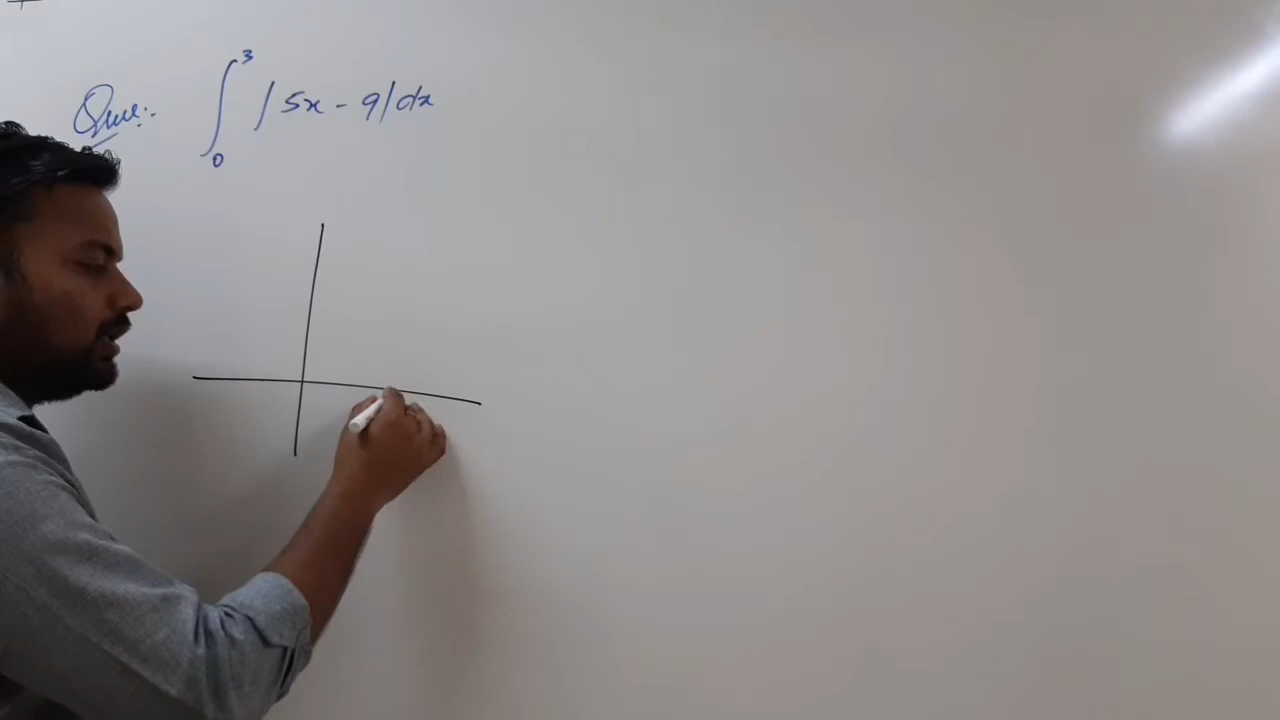 Que:- ∫₀³ |5x - 9| dx